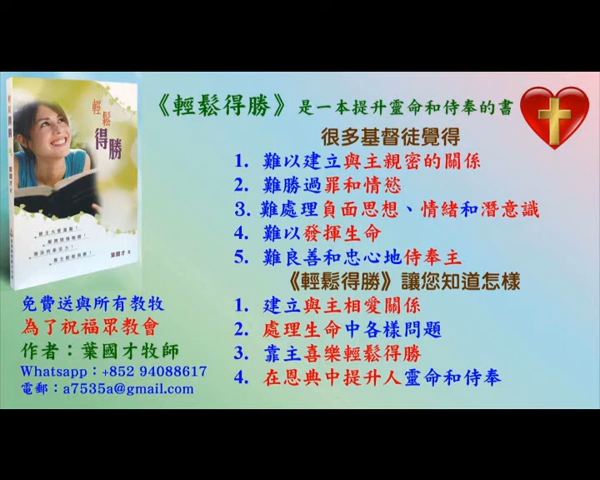 輕鬆
得勝
葉國才 著
《輕鬆得勝》是一本提升靈命和侍奉的書
很多基督徒覺得
1. 難以建立與主親密的關係
2. 難勝過罪和情慾
3. 難處理負面思想、情緒和潛意識
4. 難以發揮生命
5. 難良善和忠心地侍奉主
《輕鬆得勝》讓您知道怎樣
1. 建立與主相愛關係
2. 處理生命中各樣問題
3. 靠主喜樂輕鬆得勝
4. 在恩典中提升人靈命和侍奉
免費送與所有教牧
為了祝福眾教會
作者：葉國才牧師
Whatsapp：+852 94088617
電郵：a7535a@gmail.com